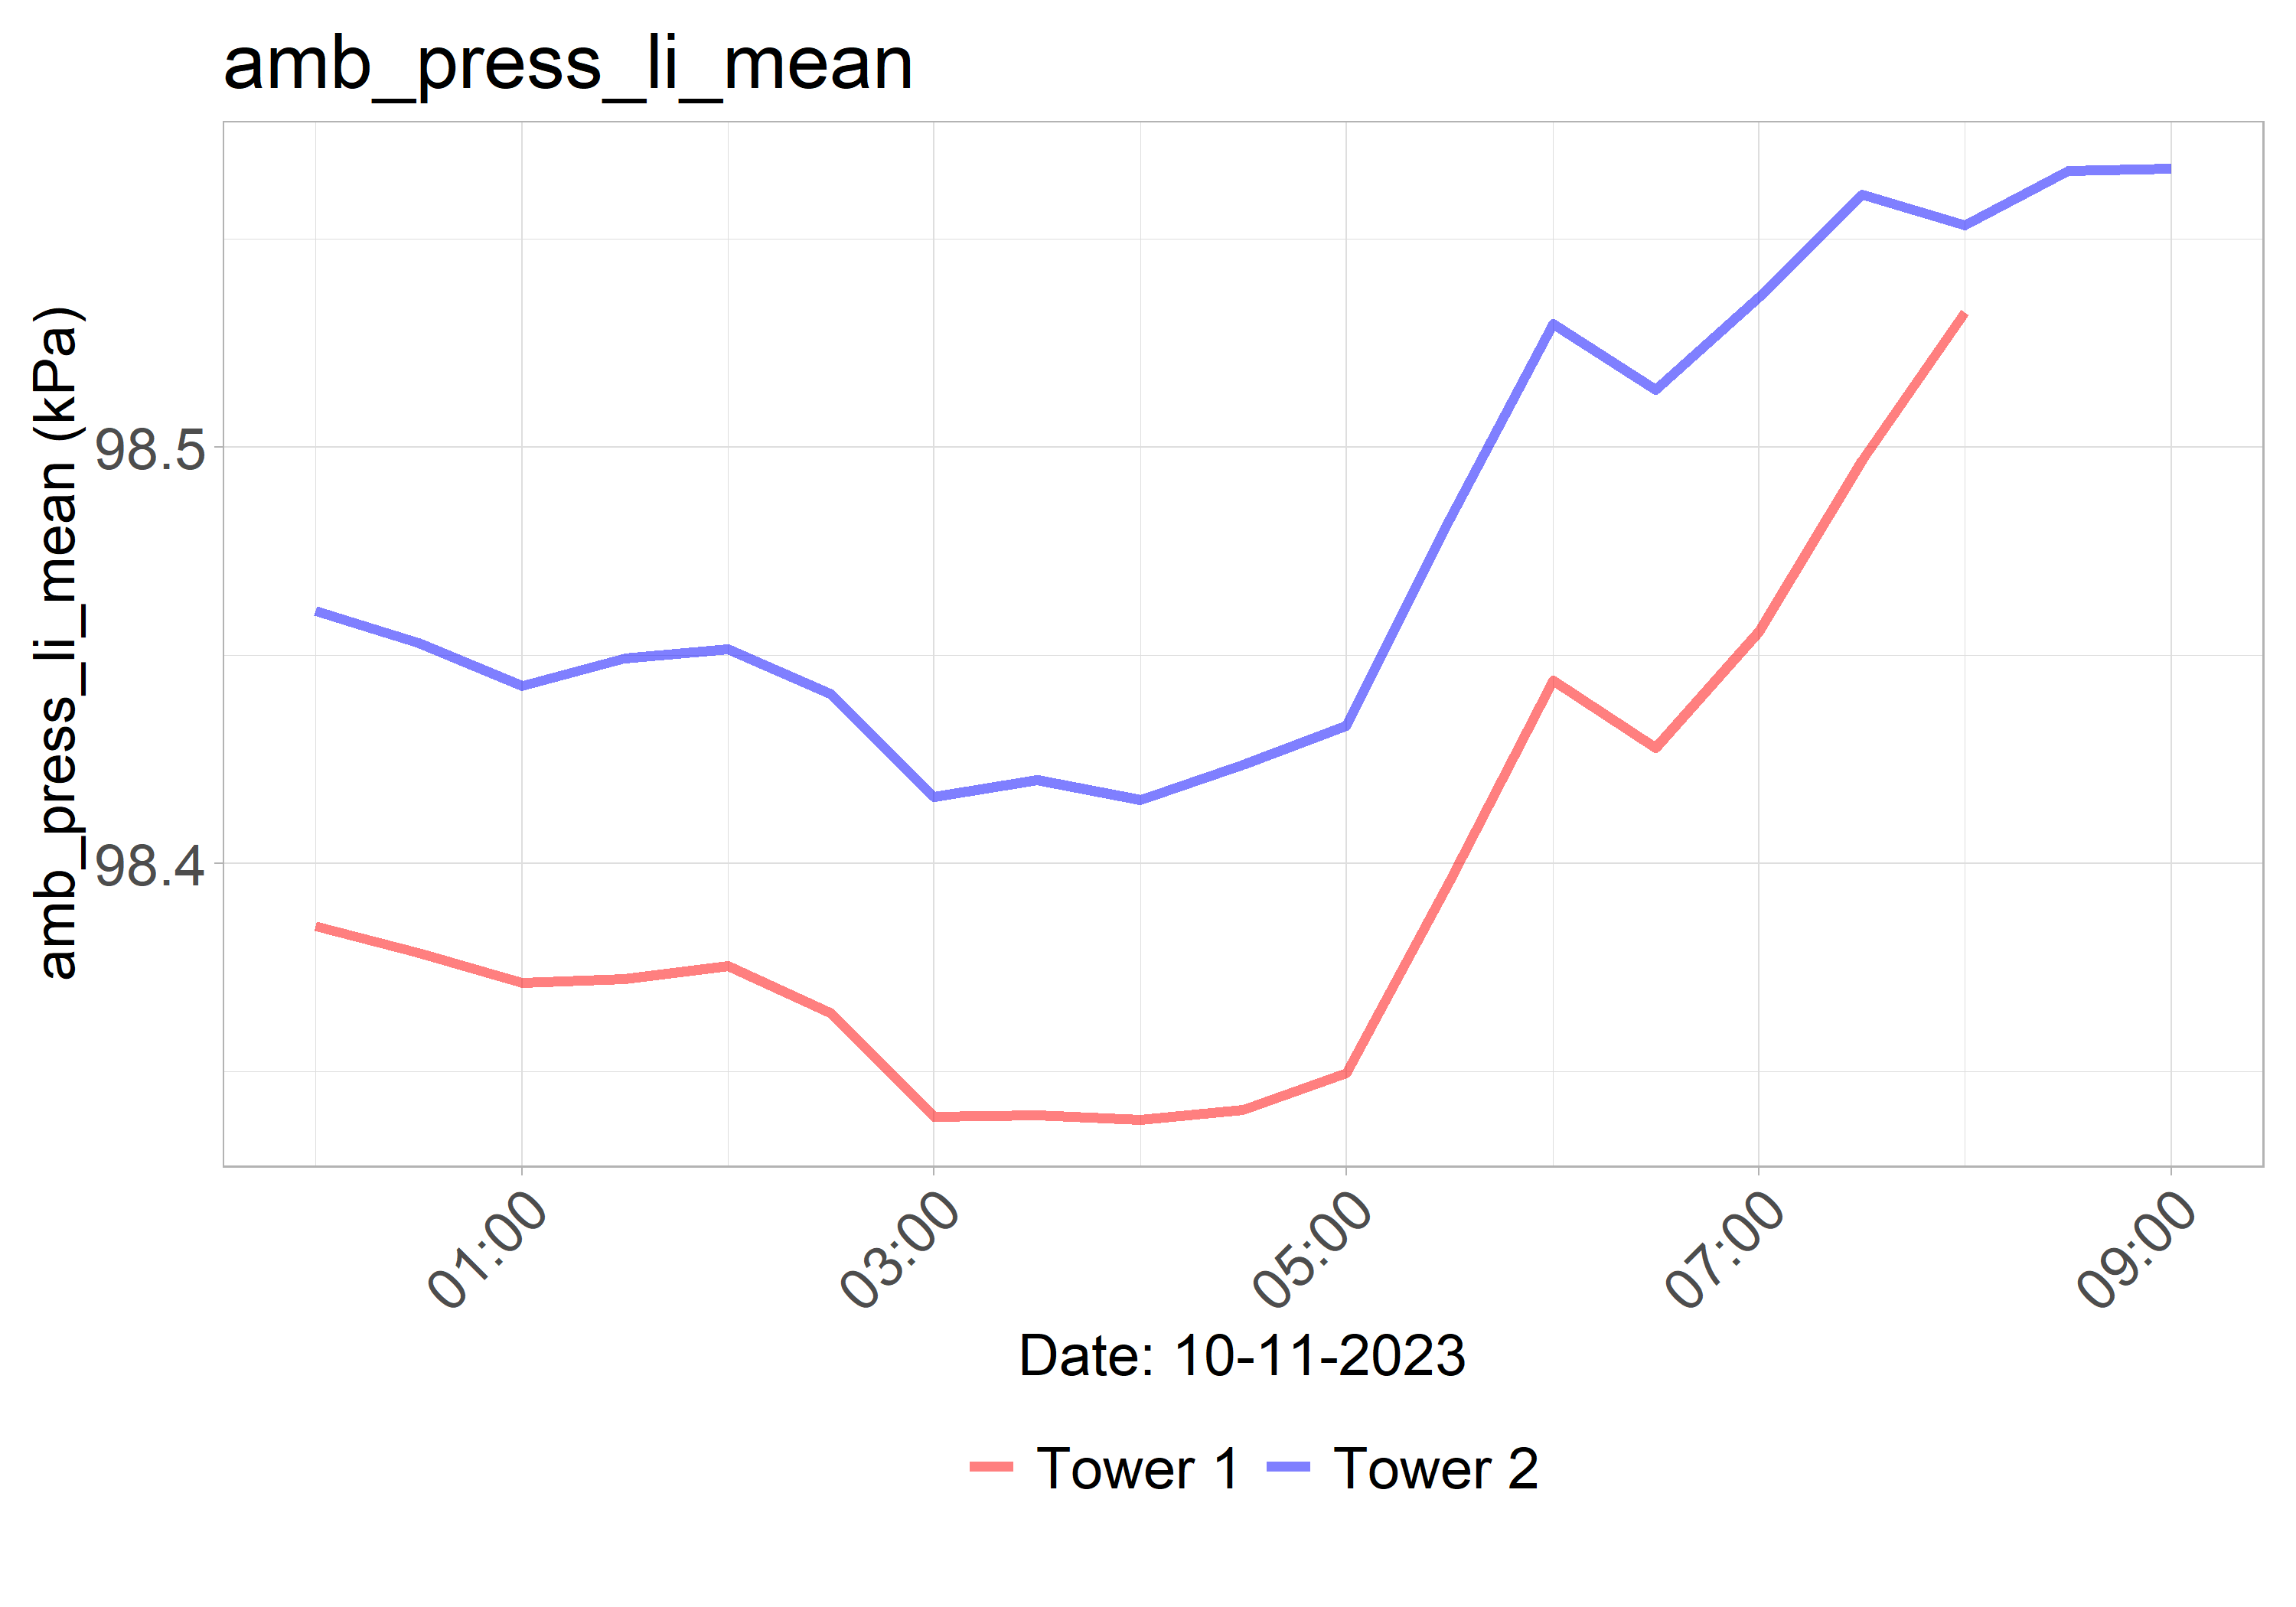 amb_press_li_mean
amb_press_li_mean (kPa)
98.5
98.4
01:00
03:00
05:00
07:00
09:00
Date: 10-11-2023
Tower 1
Tower 2